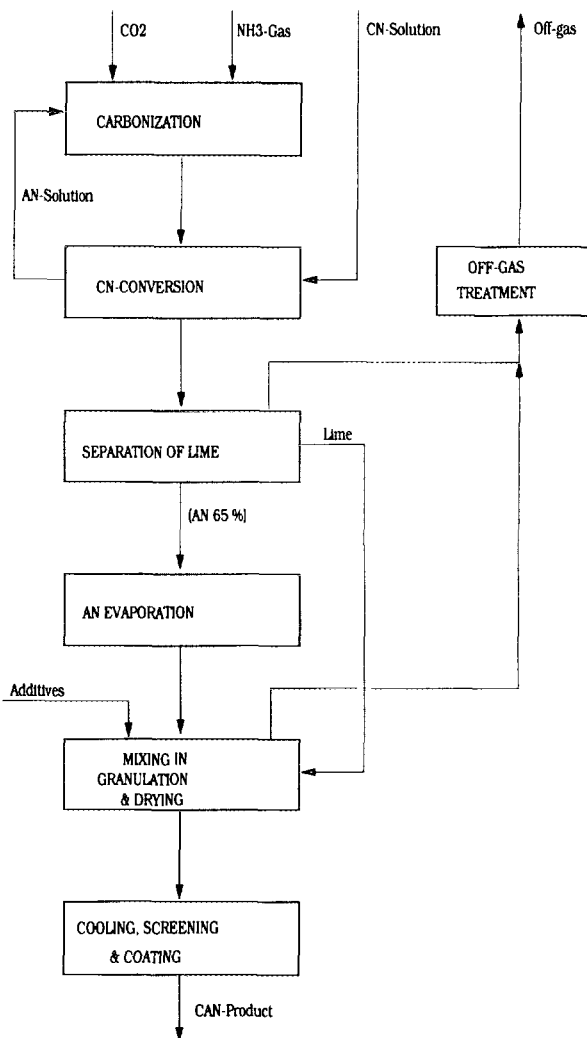 CO2
NH3-Gas
CN-Solution
Off-gas
CARBONIZATION
AN-Solution
CN-CONVERSION
OFF-GAS
TREATMENT
SEPARATION OF LIME
Lime
(AN 65 %)
AN EVAPORATION
Additives
MIXING IN
GRANULATION
& DRYING
COOLING, SCREENING
& COATING
CAN-Product